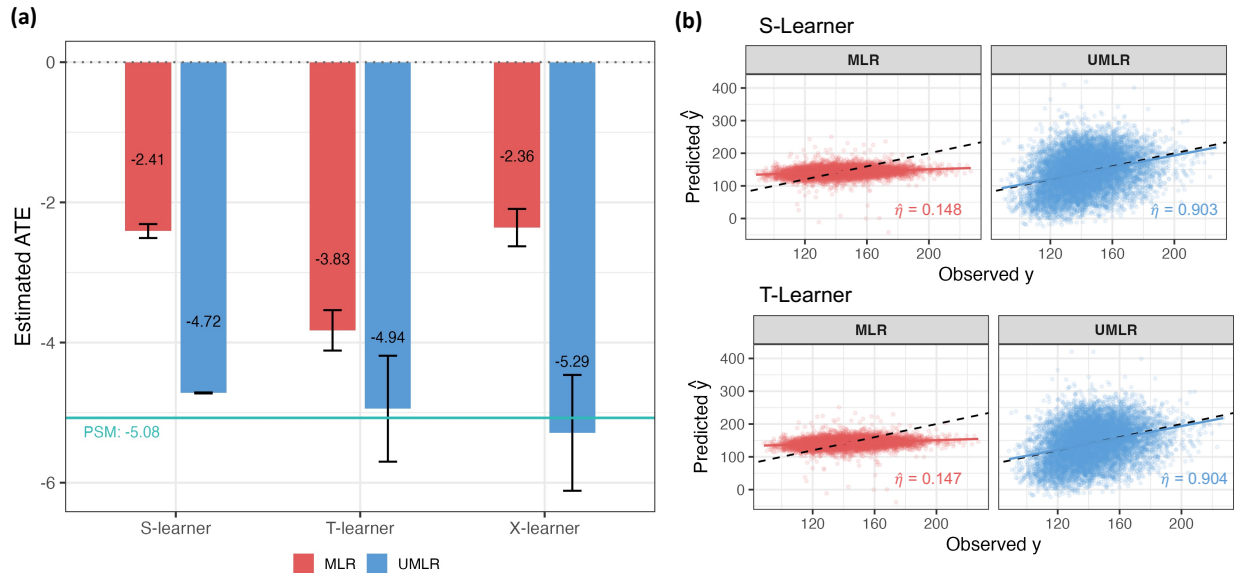 (a)
Estimated ATE
0
-2
-4
-6
-2.41
-4.72
-3.83
-4.94
-2.36
-5.29
PSM: -5.08
S-learner T-learner X-learner
MLR UMLR
(b)
S-Learner
MLR UMLR
Predicted ŷ
400
300
200
100
0
η̂ = 0.148 η̂ = 0.903
120 160 200 120 160 200
Observed y
T-Learner
MLR UMLR
Predicted ŷ
400
300
200
100
0
η̂ = 0.147 η̂ = 0.904
120 160 200 120 160 200
Observed y